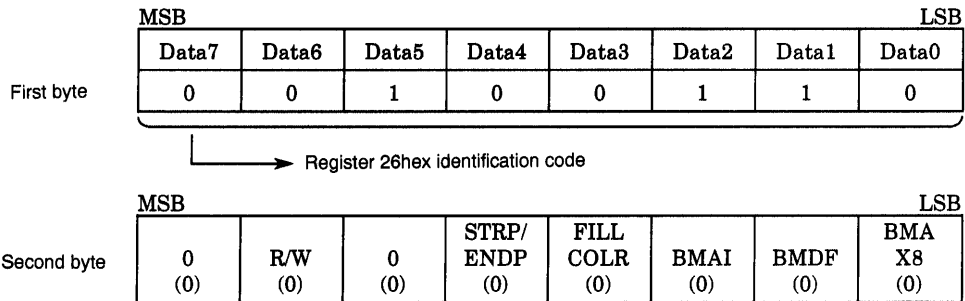 MSB LSB
Data7 Data6 Data5 Data4 Data3 Data2 Data1 Data0
First byte 0 0 1 0 0 1 1 0
Register 26hex identification code
MSB LSB
STRP/ FILL BMA
Second byte 0 R/W 0 ENDP COLR BMAI BMDF X8
(0) (0) (0) (0) (0) (0) (0) (0)